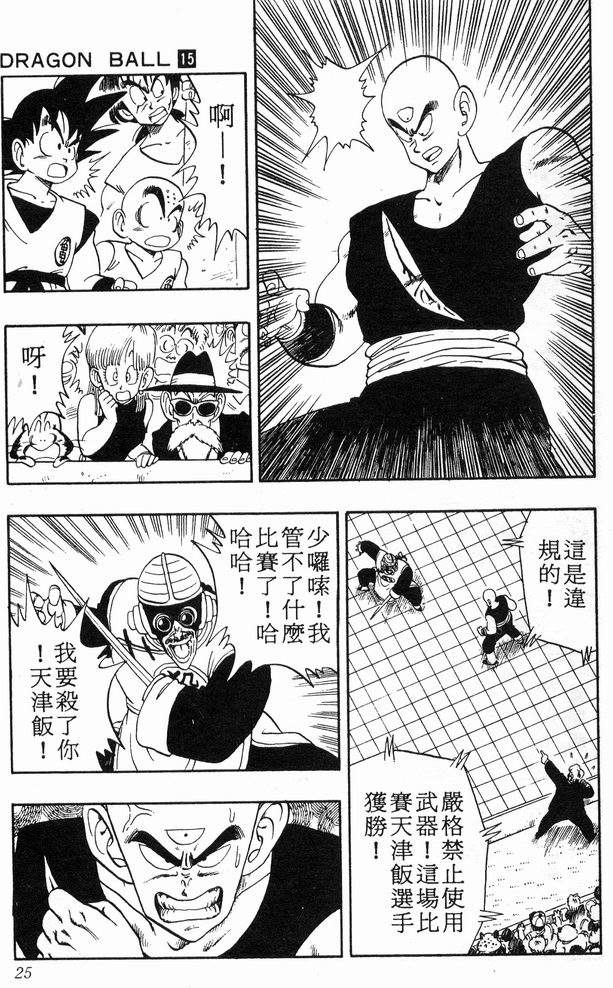 DRAGON BALL 15
啊—！
呀！
這是違
規的！
嚴格禁止使用
武器！這場比
賽天津飯選手
獲勝！
少囉嗦！我
管不了什麼
比賽了！哈
哈哈！
我要殺了你
！天津飯！
25